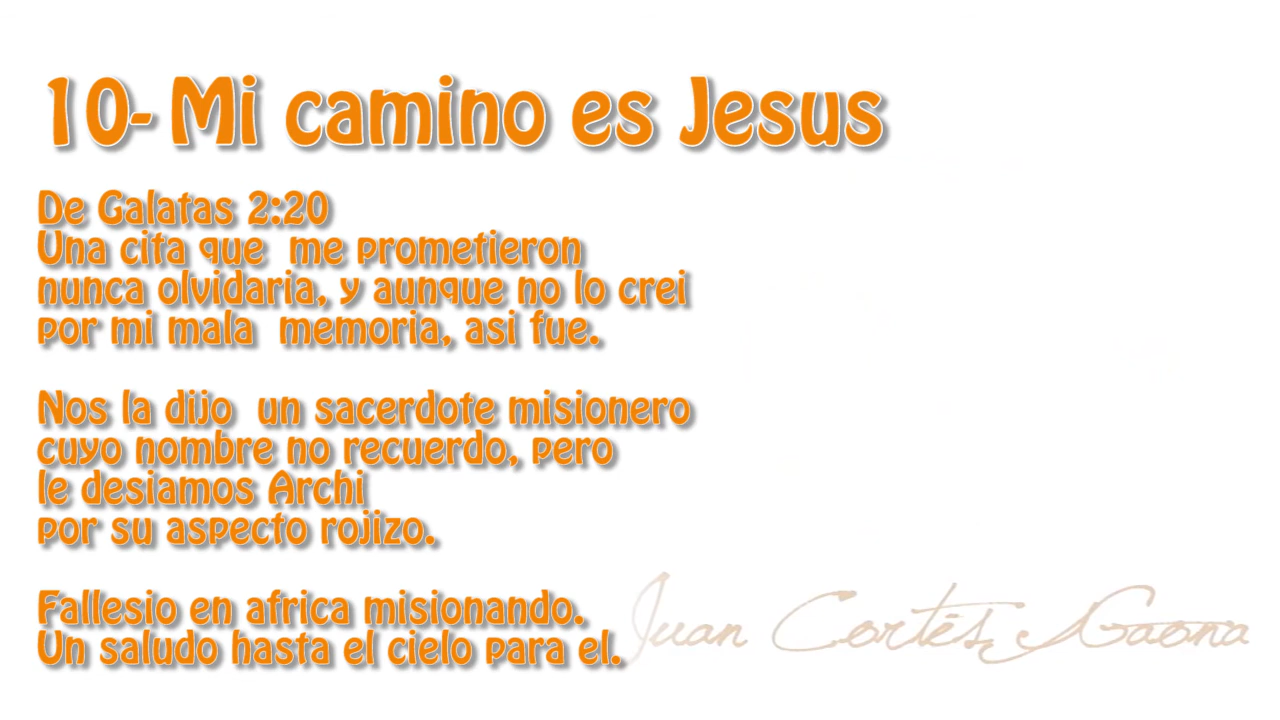 10- Mi camino es Jesus
De Galatas 2:20
Una cita que me prometieron
nunca olvidaria, y aunque no lo crei
por mi mala memoria, asi fue.
Nos la dijo un sacerdote misionero
cuyo nombre no recuerdo, pero
le desiamos Archi
por su aspecto rojizo.
Fallesio en africa misionando.
Un saludo hasta el cielo para el.
Juan Cortés Gaona